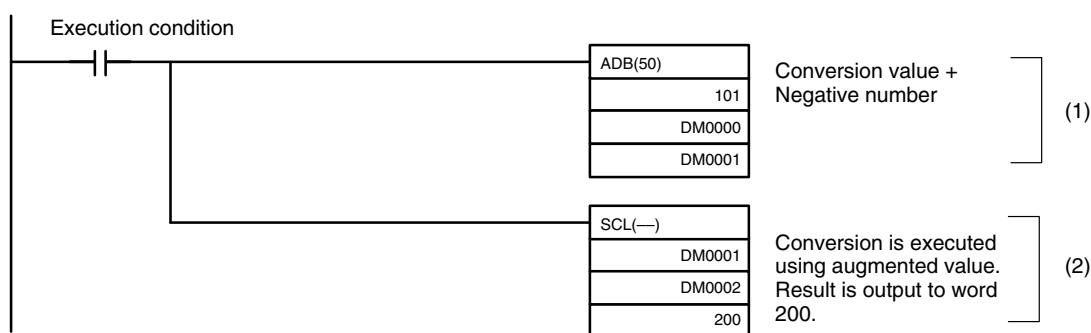 Execution condition
ADB(50)
101
DM0000
DM0001
Conversion value +
Negative number
(1)
SCL(—)
DM0001
DM0002
200
Conversion is executed
using augmented value.
Result is output to word
200.
(2)